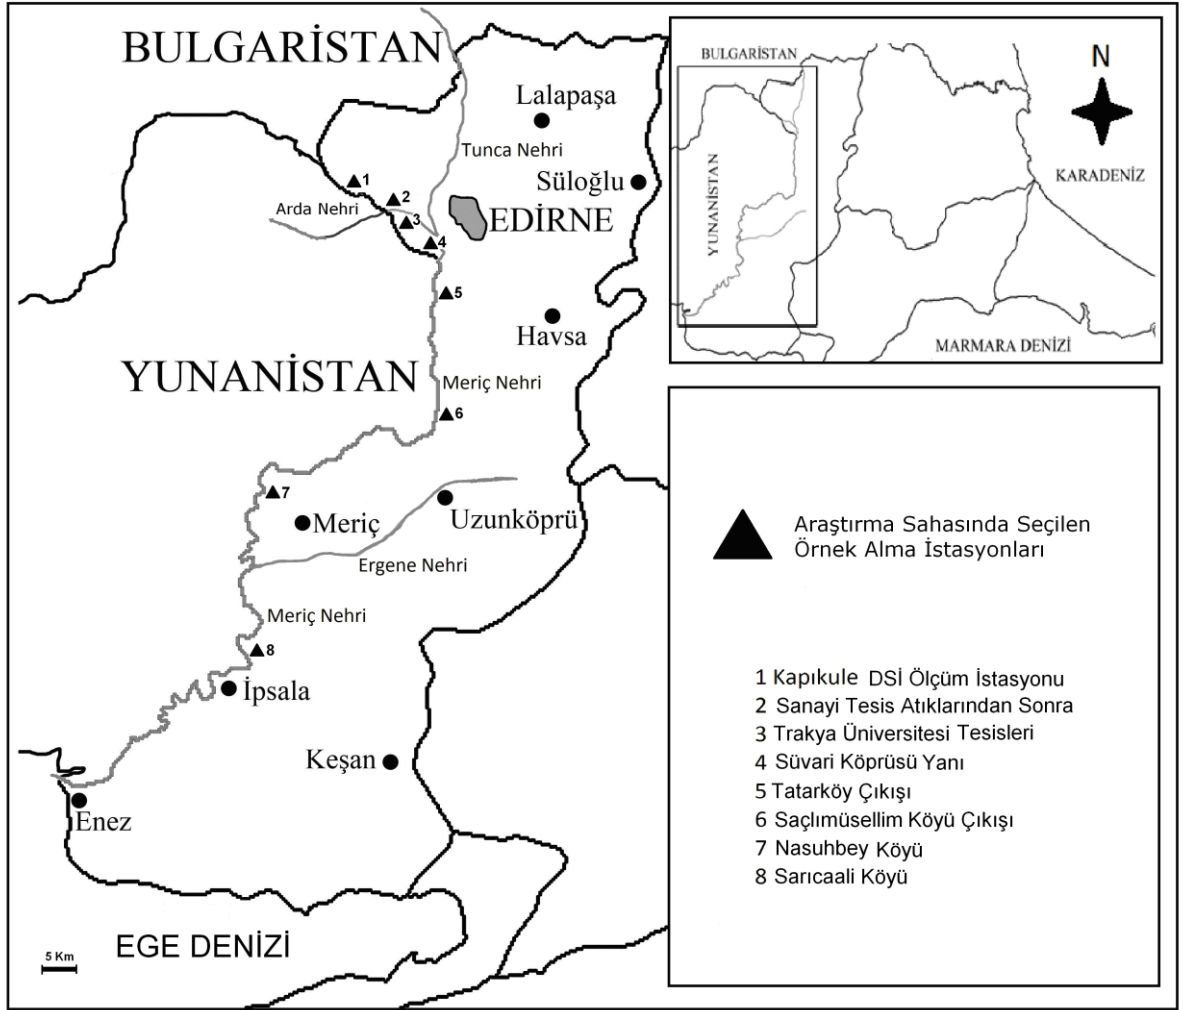 BULGARİSTAN
Lalapaşa
Tunca Nehri
Süloğlu
1
2
Arda Nehri
3
EDİRNE
4
5
Havsa
YUNANİSTAN
Meriç Nehri
6
7
Meriç
Uzunköprü
Ergene Nehri
Meriç Nehri
8
İpsala
Keşan
Enez
EGE DENİZİ
5 Km
BULGARİSTAN
N
YUNANİSTAN
KARADENİZ
MARMARA DENİZİ
Araştırma Sahasında Seçilen
Örnek Alma İstasyonları
1 Kapıkule DSİ Ölçüm İstasyonu
2 Sanayi Tesis Atıklarından Sonra
3 Trakya Üniversitesi Tesisleri
4 Süvari Köprüsü Yanı
5 Tatarköy Çıkışı
6 Saçlımüsellim Köyü Çıkışı
7 Nasuhbey Köyü
8 Sarıcaali Köyü